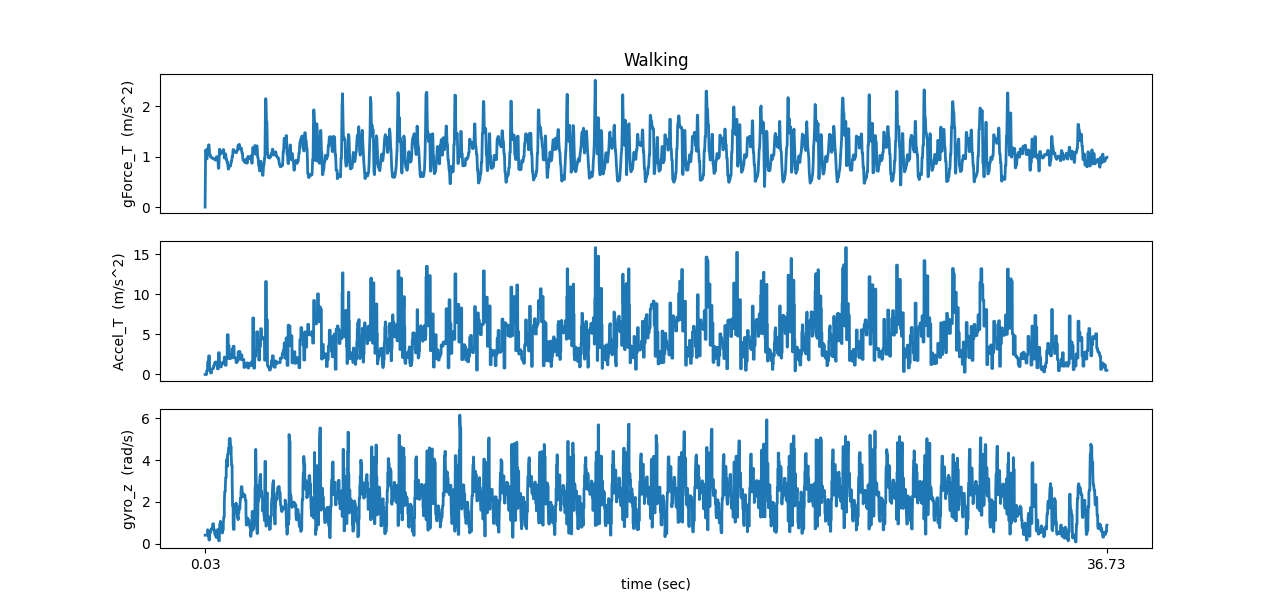 Walking
gForce_T (m/s^2)
2
1
0
Accel_T (m/s^2)
15
10
5
0
gyro_z (rad/s)
6
4
2
0
0.03
36.73
time (sec)